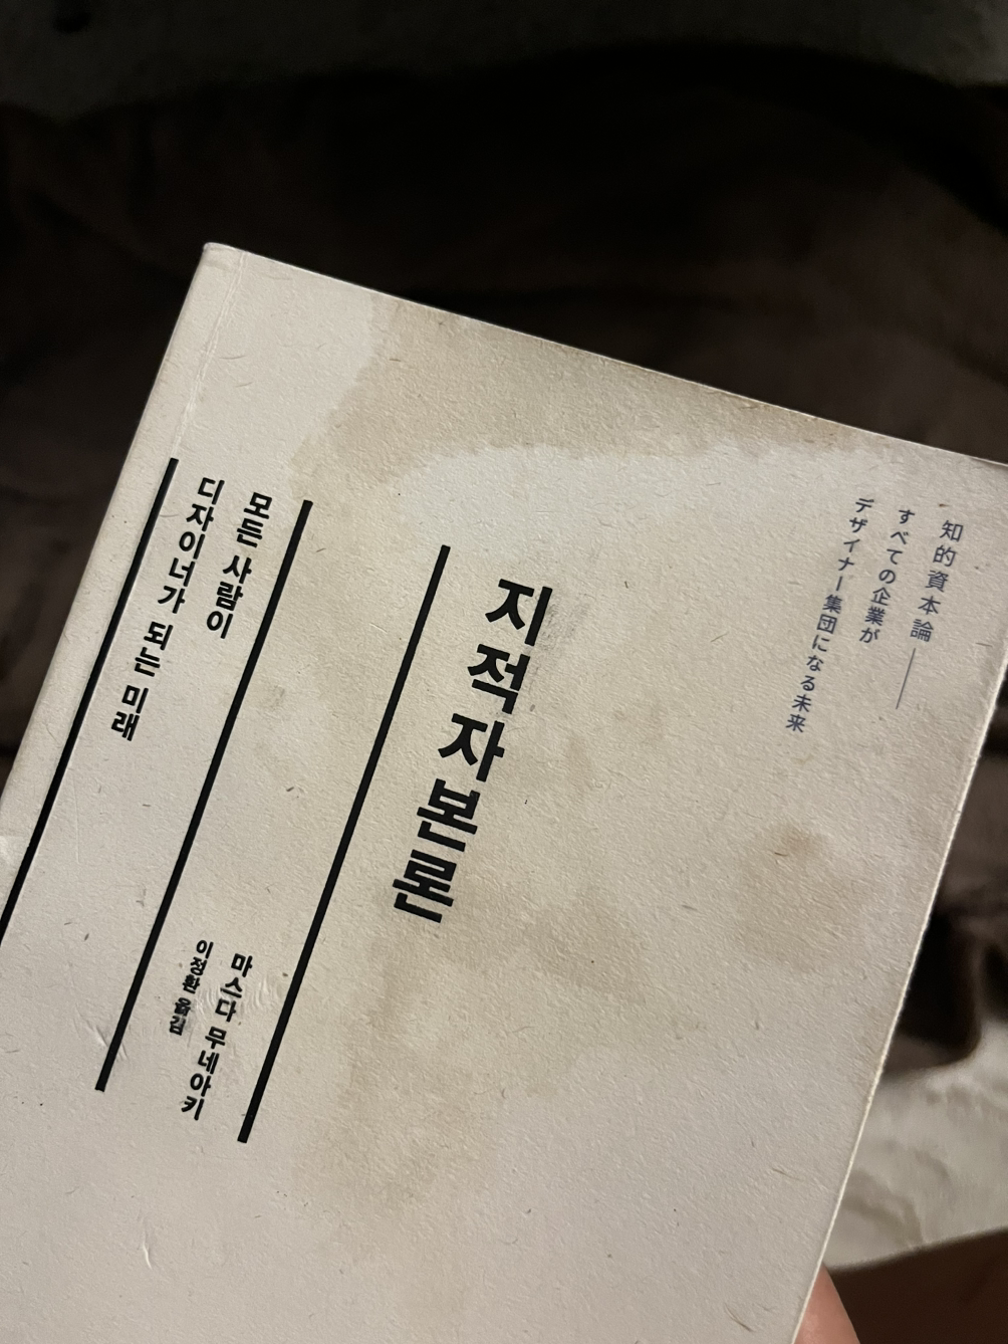 知的資本論――
すべての企業が
デザイナー集団になる未来
지적자본론
모든 사람이
디자이너가 되는 미래
마스다 무네아키
이정환 옮김